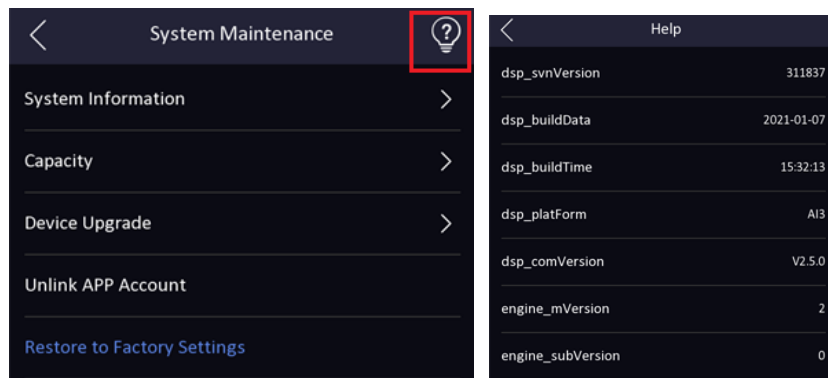 System Maintenance
System Information
Capacity
Device Upgrade
Unlink APP Account
Restore to Factory Settings
Help
dsp_svnVersion 311837
dsp_buildData 2021-01-07
dsp_buildTime 15:32:13
dsp_platForm AI3
dsp_comVersion V2.5.0
engine_mVersion 2
engine_subVersion 0